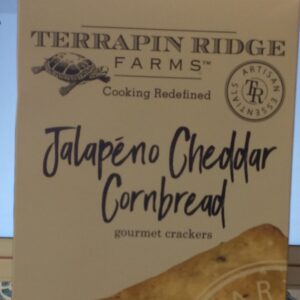 TERRAPIN RIDGE
FARMS™
Cooking Redefined
ARTISAN
TR
ESSENTIALS
Jalapéno Cheddar
Cornbread
gourmet crackers